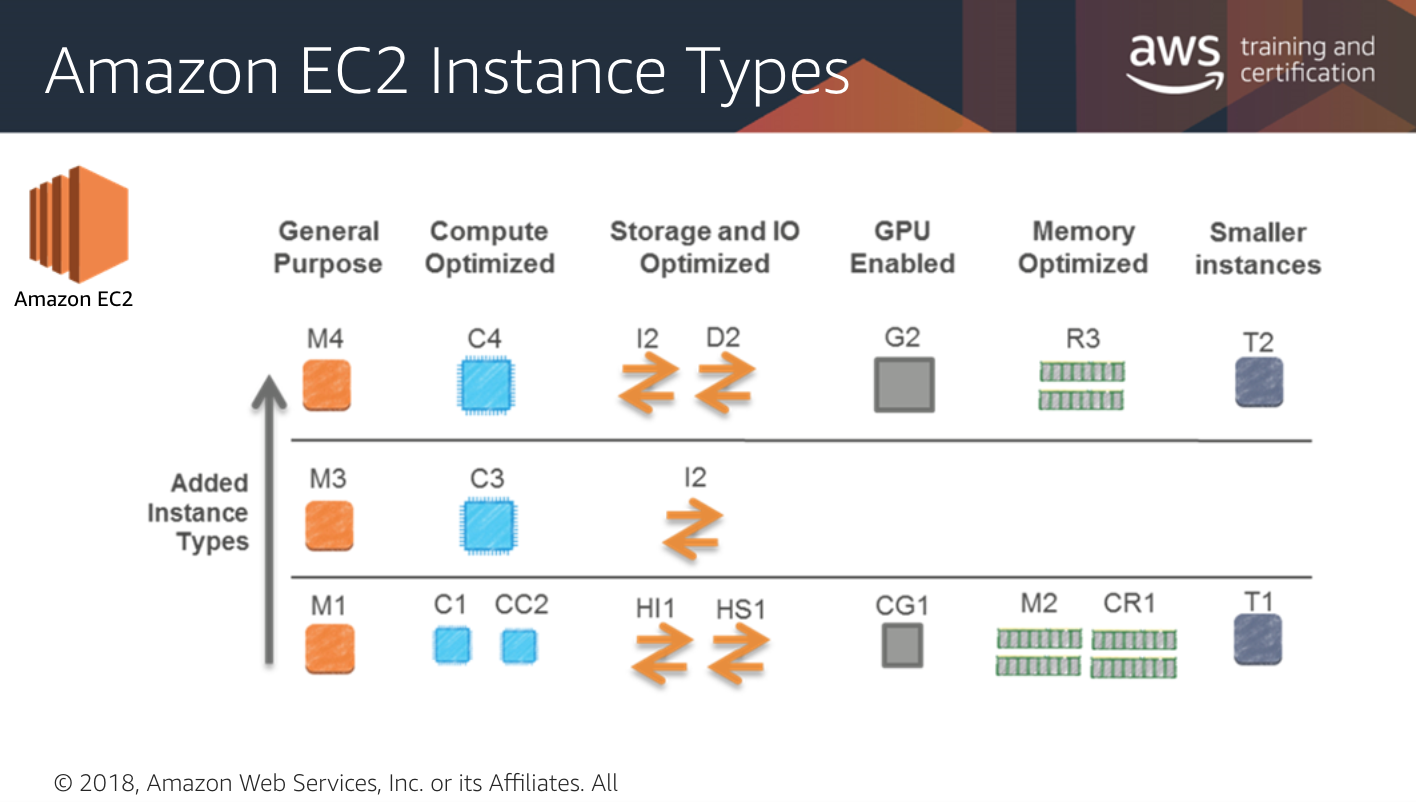 Amazon EC2 Instance Types
aws
training and
certification
Amazon EC2
General
Purpose
Compute
Optimized
Storage and IO
Optimized
GPU
Enabled
Memory
Optimized
Smaller
instances
M4
C4
I2
D2
G2
R3
T2
Added
Instance
Types
M3
C3
I2
M1
C1
CC2
HI1
HS1
CG1
M2
CR1
T1
© 2018, Amazon Web Services, Inc. or its Affiliates. All